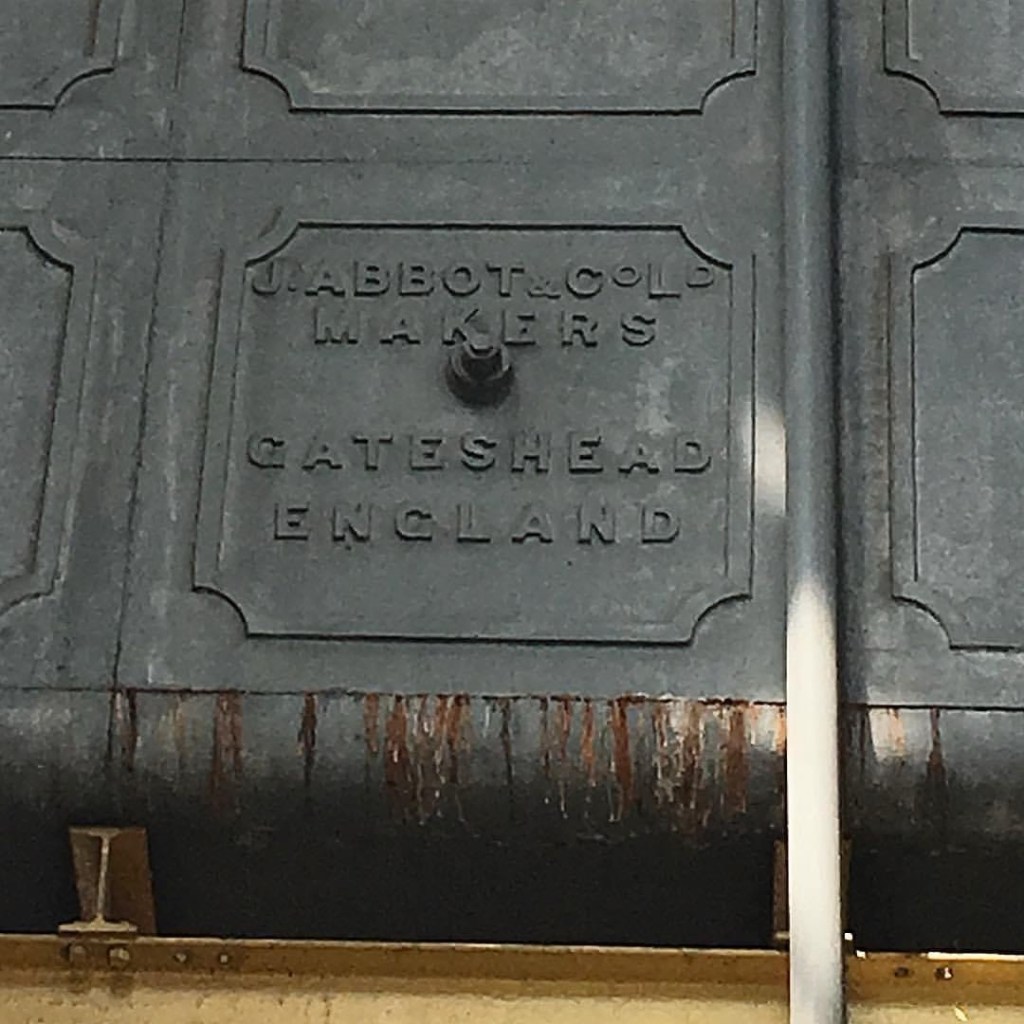 J. ABBOT & Co LD
MAKERS
GATESHEAD
ENGLAND